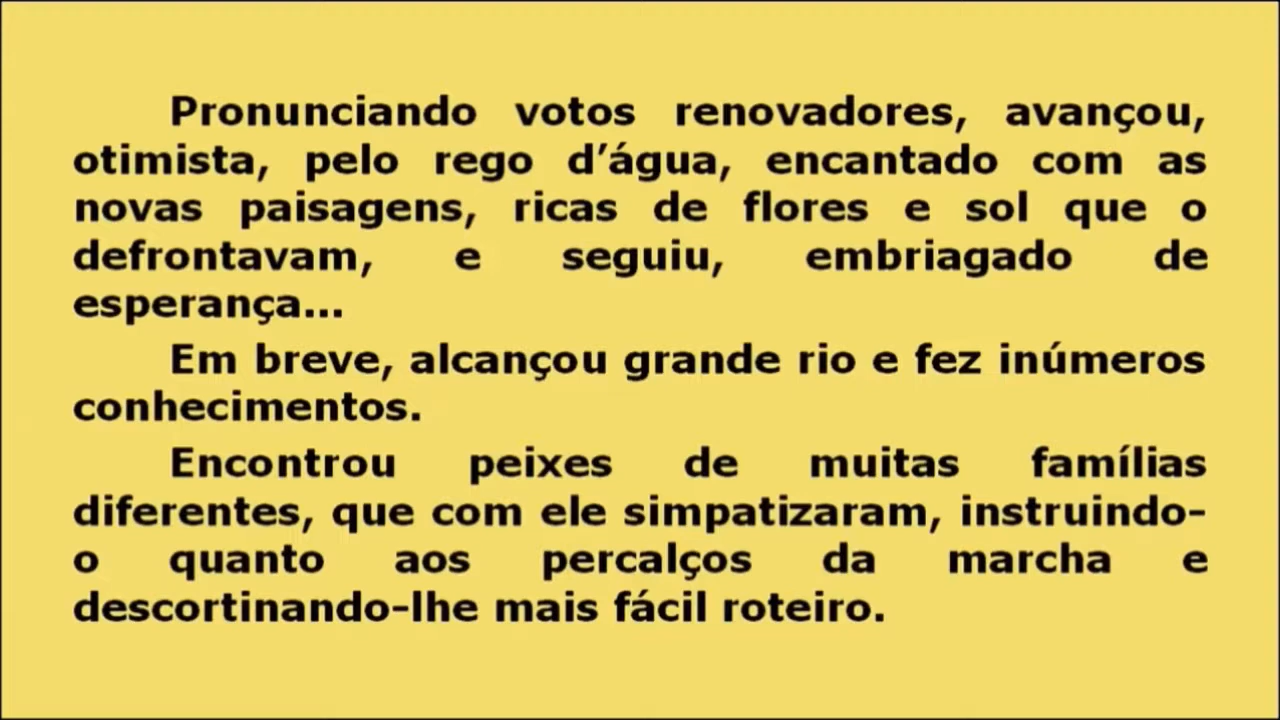 Pronunciando votos renovadores, avançou,
otimista, pelo rego d’água, encantado com as
novas paisagens, ricas de flores e sol que o
defrontavam, e seguiu, embriagado de
esperança...
Em breve, alcançou grande rio e fez inúmeros
conhecimentos.
Encontrou peixes de muitas famílias
diferentes, que com ele simpatizaram, instruindo-
o quanto aos percalços da marcha e
descortinando-lhe mais fácil roteiro.